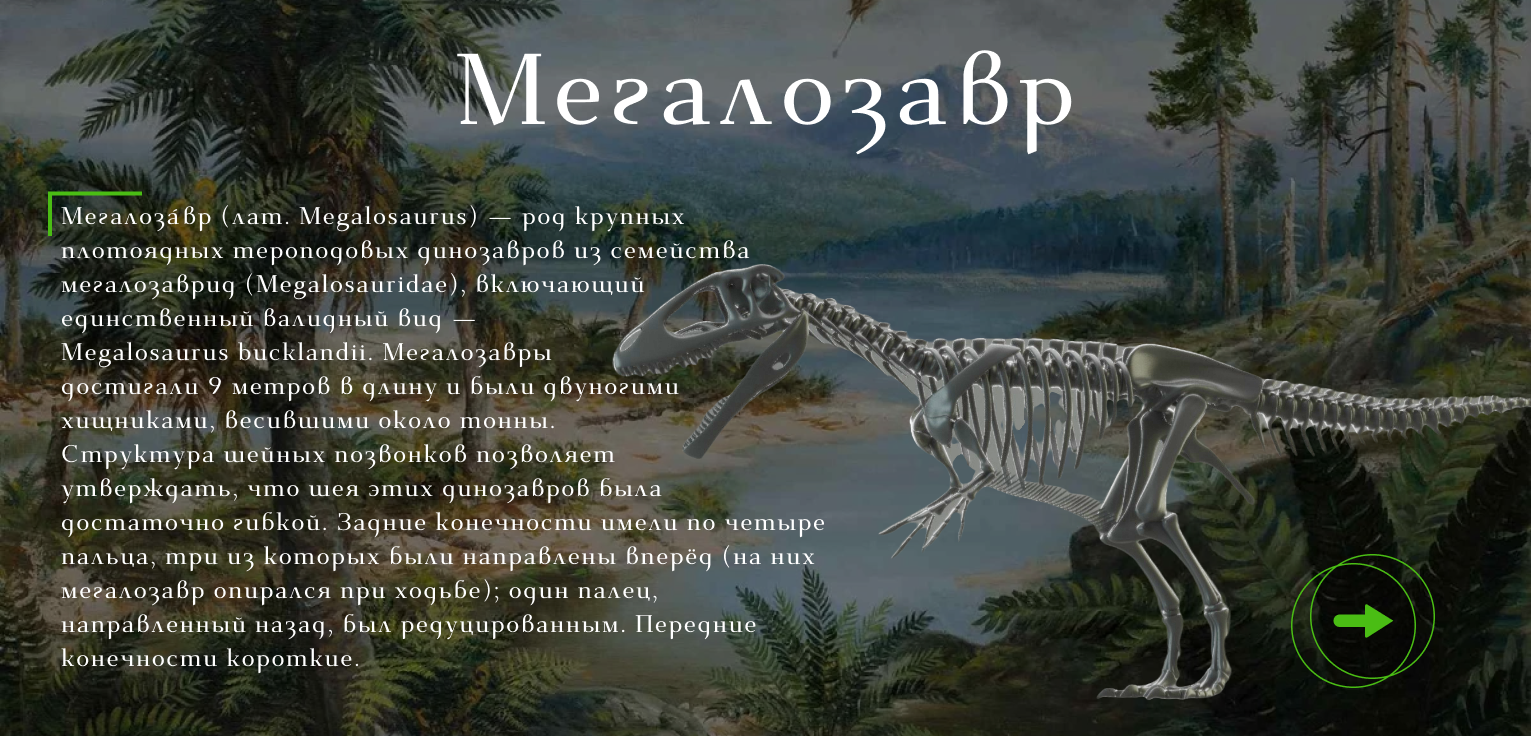 Мегалозавр
Мегалоза́вр (лат. Megalosaurus) — род крупных
плотоядных тероподовых динозавров из семейства
мегалозаврид (Megalosauridae), включающий
единственный валидный вид —
Megalosaurus bucklandii. Мегалозавры
достигали 9 метров в длину и были двуногими
хищниками, весившими около тонны.
Структура шейных позвонков позволяет
утверждать, что шея этих динозавров была
достаточно гибкой. Задние конечности имели по четыре
пальца, три из которых были направлены вперёд (на них
мегалозавр опирался при ходьбе); один палец,
направленный назад, был редуцированным. Передние
конечности короткие.